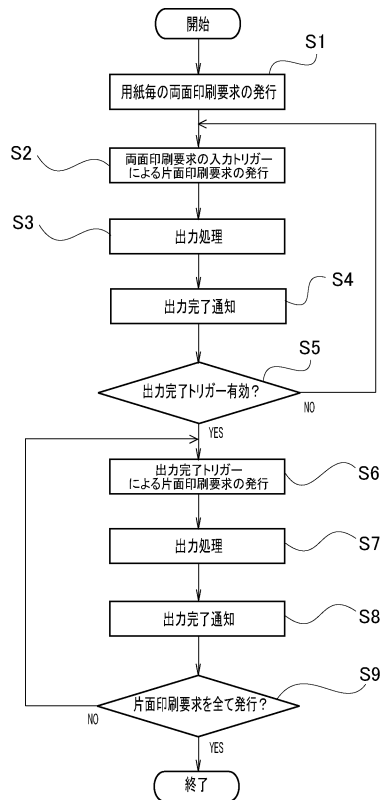 開始
S1
用紙毎の両面印刷要求の発行
S2
両面印刷要求の入力トリガー
による片面印刷要求の発行
S3
出力処理
S4
出力完了通知
S5
出力完了トリガー有効？
NO
YES
S6
出力完了トリガー
による片面印刷要求の発行
S7
出力処理
S8
出力完了通知
S9
片面印刷要求を全て発行？
NO
YES
終了